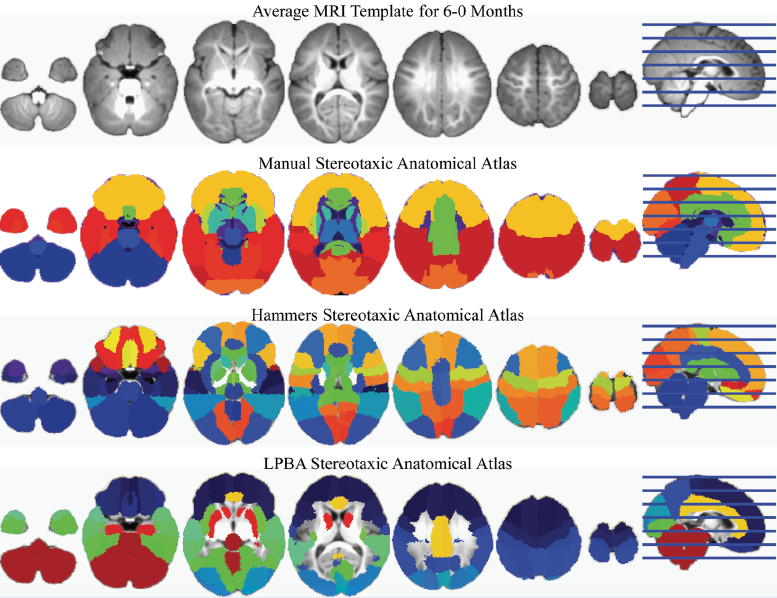 Average MRI Template for 6-0 Months
Manual Stereotaxic Anatomical Atlas
Hammers Stereotaxic Anatomical Atlas
LPBA Stereotaxic Anatomical Atlas